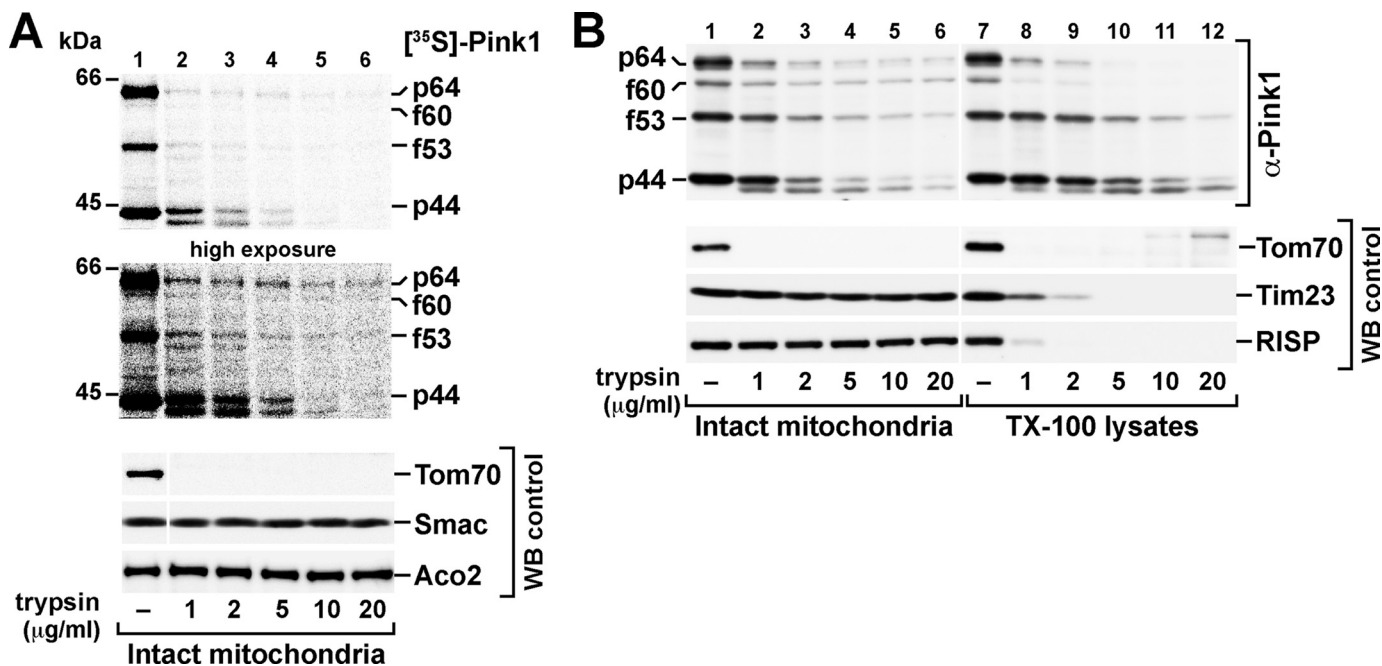 A
kDa
1 2 3 4 5 6
[³⁵S]-Pink1
66
p64
f60
f53
45
p44
high exposure
66
p64
f60
f53
45
p44
Tom70
Smac
Aco2
WB control
trypsin
(μg/ml)
– 1 2 5 10 20
Intact mitochondria
B
1 2 3 4 5 6 7 8 9 10 11 12
p64
f60
f53
p44
α-Pink1
Tom70
Tim23
RISP
WB control
trypsin
(μg/ml)
– 1 2 5 10 20 – 1 2 5 10 20
Intact mitochondria
TX-100 lysates